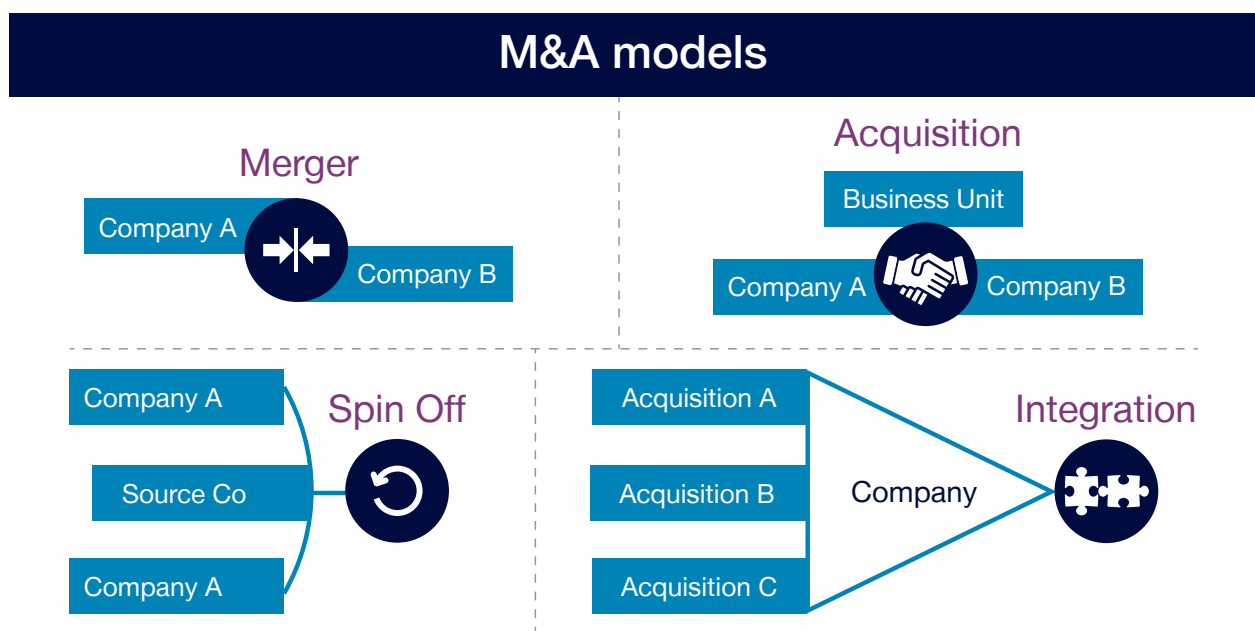 M&A models
Merger
Company A
Company B
Acquisition
Business Unit
Company A
Company B
Company A
Spin Off
Source Co
Company A
Acquisition A
Integration
Acquisition B
Company
Acquisition C